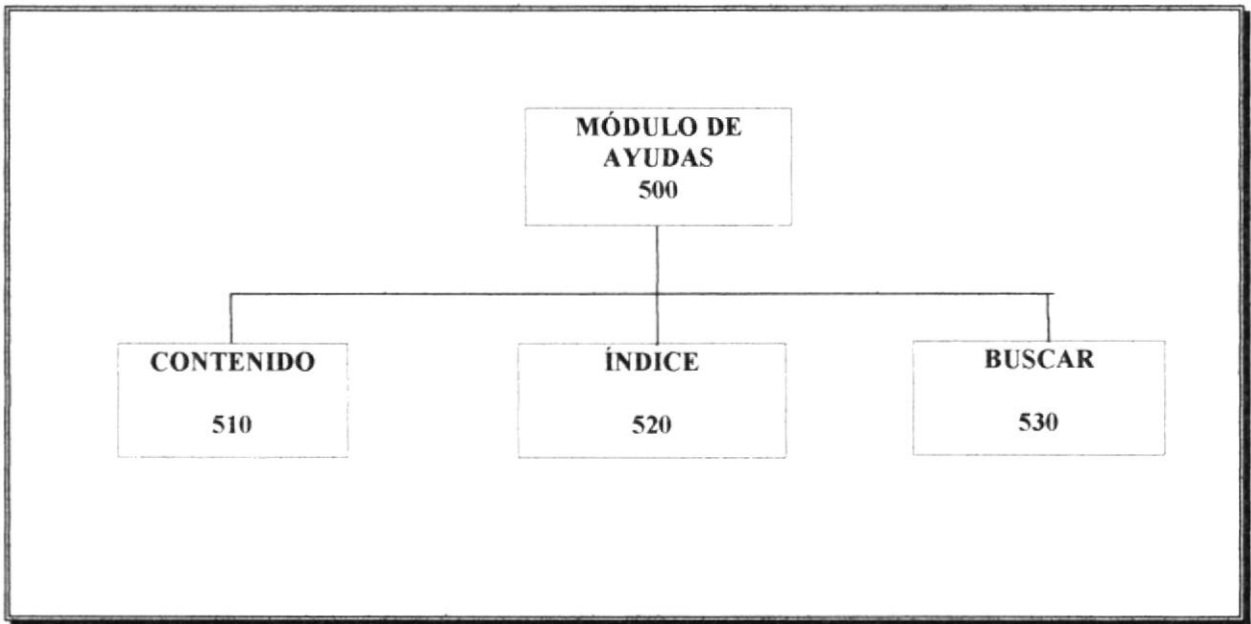 MÓDULO DE
AYUDAS
500
CONTENIDO
510
ÍNDICE
520
BUSCAR
530